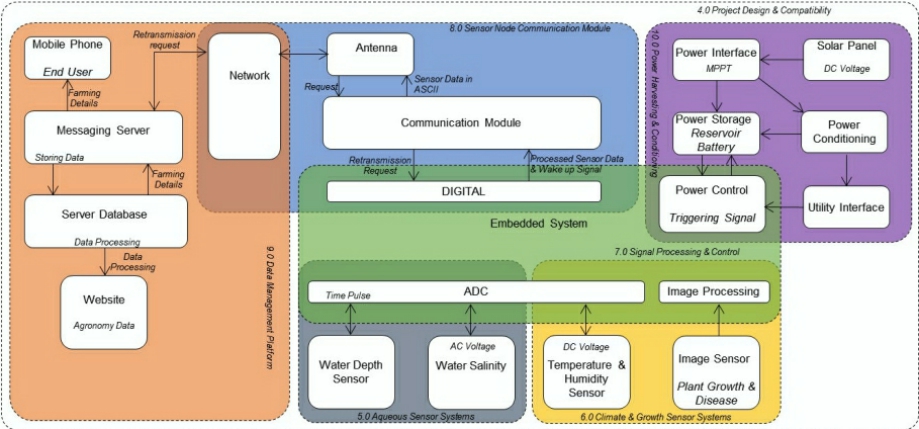 4.0 Project Design & Compatibility
8.0 Sensor Node Communication Module
Mobile Phone
End User
Retransmission
request
Farming
Details
Messaging Server
Storing Data
Farming
Details
Server Database
Data Processing
Data
Processing
Website
Agronomy Data
9.0 Data Management Platform
Network
Antenna
Request
Sensor Data in
ASCII
Communication Module
Retransmission
Request
Processed Sensor Data
& Wake up Signal
DIGITAL
Embedded System
7.0 Signal Processing & Control
10.0 Power Harvesting & Conditioning
Power Interface
MPPT
Solar Panel
DC Voltage
Power Storage
Reservoir
Battery
Power
Conditioning
Power Control
Triggering Signal
Utility Interface
Time Pulse
ADC
Image Processing
Water Depth
Sensor
AC Voltage
Water Salinity
5.0 Aqueous Sensor Systems
DC Voltage
Temperature &
Humidity
Sensor
Image Sensor
Plant Growth &
Disease
6.0 Climate & Growth Sensor Systems